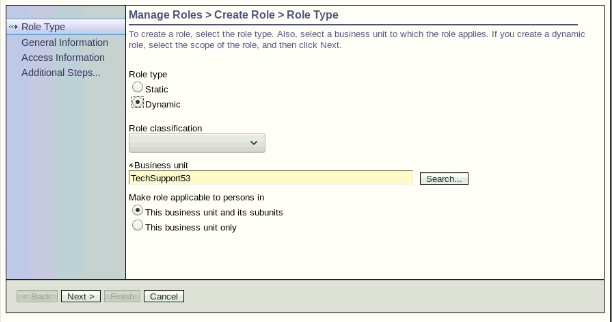 Role Type
General Information
Access Information
Additional Steps...
Manage Roles > Create Role > Role Type
To create a role, select the role type. Also, select a business unit to which the role applies. If you create a dynamic
role, select the scope of the role, and then click Next.
Role type
Static
Dynamic
Role classification
*Business unit
TechSupport53
Search...
Make role applicable to persons in
This business unit and its subunits
This business unit only
< Back
Next >
Finish
Cancel